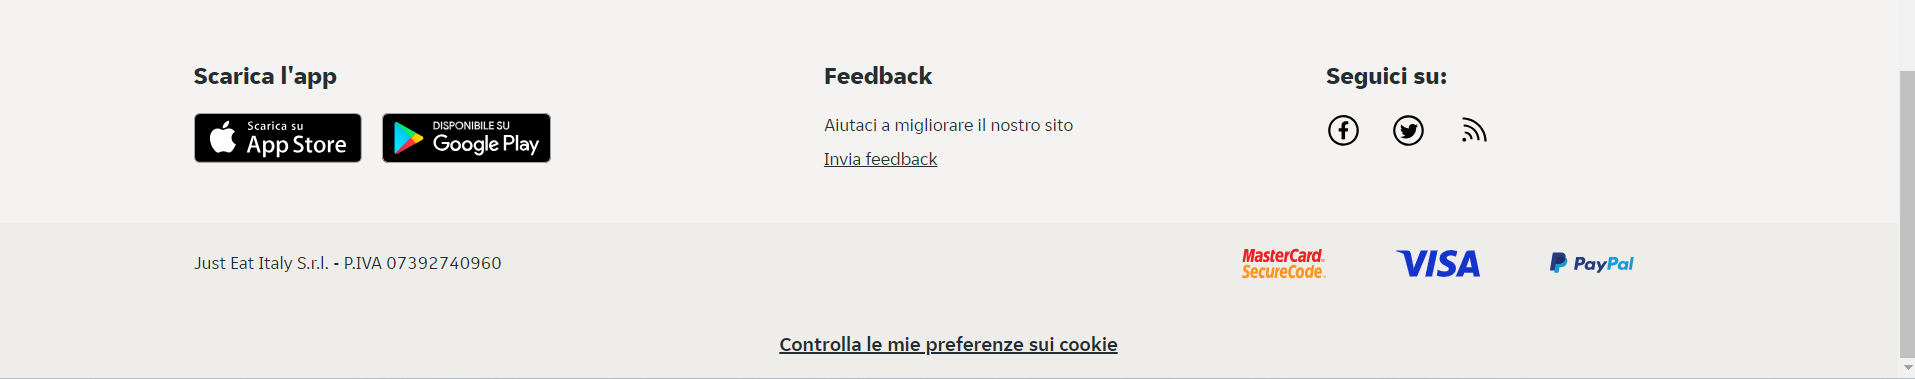 Scarica l'app
Scarica su
App Store
DISPONIBILE SU
Google Play
Feedback
Aiutaci a migliorare il nostro sito
Invia feedback
Seguici su:
Just Eat Italy S.r.l. - P.IVA 07392740960
MasterCard.
SecureCode.
VISA
PayPal
Controlla le mie preferenze sui cookie